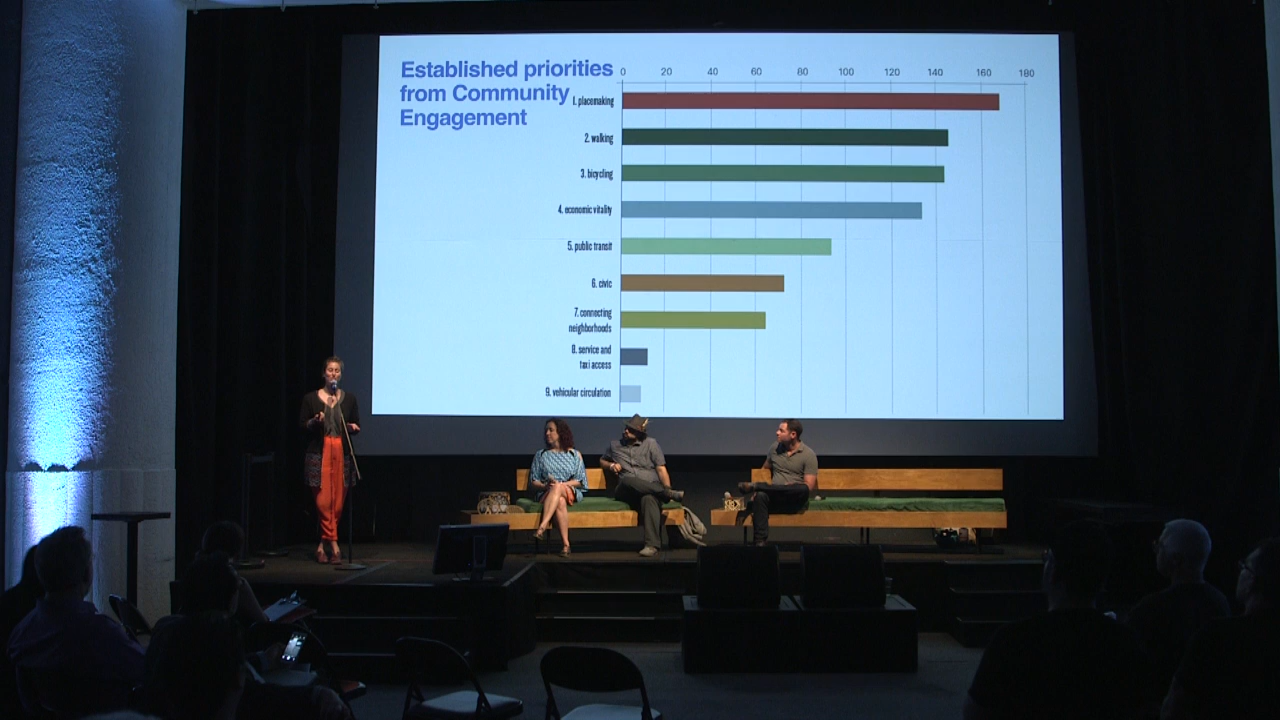 Established priorities
from Community
Engagement
0 20 40 60 80 100 120 140 160 180
1. placemaking
2. walking
3. bicycling
4. economic vitality
5. public transit
6. civic
7. connecting
neighborhoods
8. service and
taxi access
9. vehicular circulation